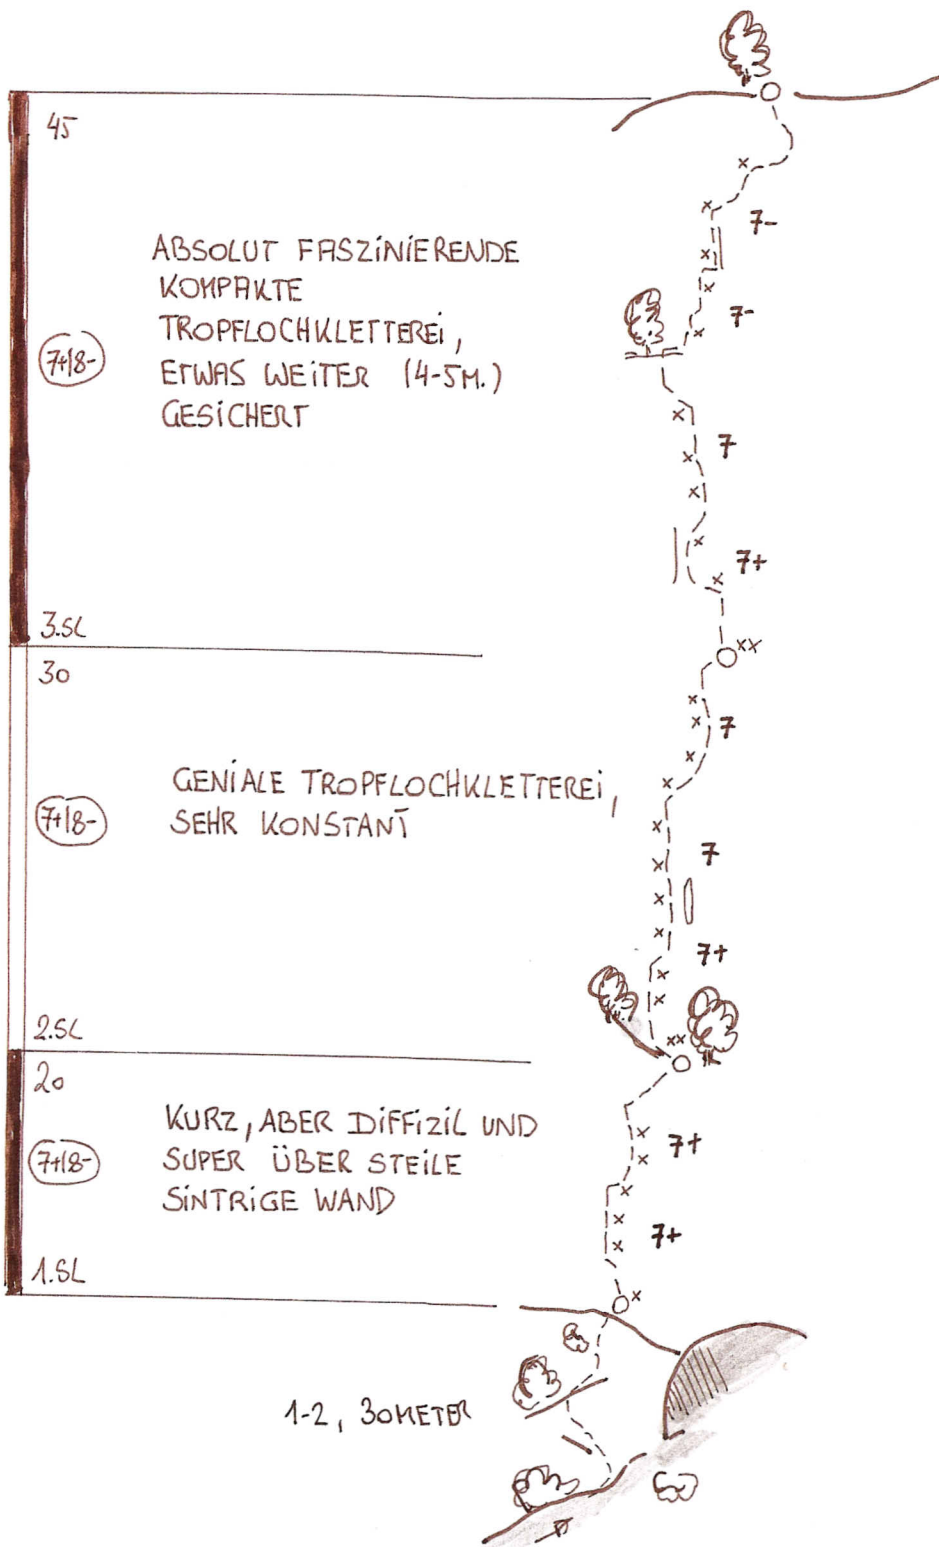 45
7-
ABSOLUT FASZINIERENDE
KOMPAKTE
TROPFLOCHKLETTEREI,
ETWAS WEITER (4-5M.)
GESICHERT
7+/8-
7-
7
7+
3.SL
30
7
GENIALE TROPFLOCHKLETTEREI,
SEHR KONSTANT
7+/8-
7
7+
2.SL
20
KURZ, ABER DIFFIZIL UND
SUPER ÜBER STEILE
SINTRIGE WAND
7+/8-
7+
7+
1.SL
1-2, 30METER